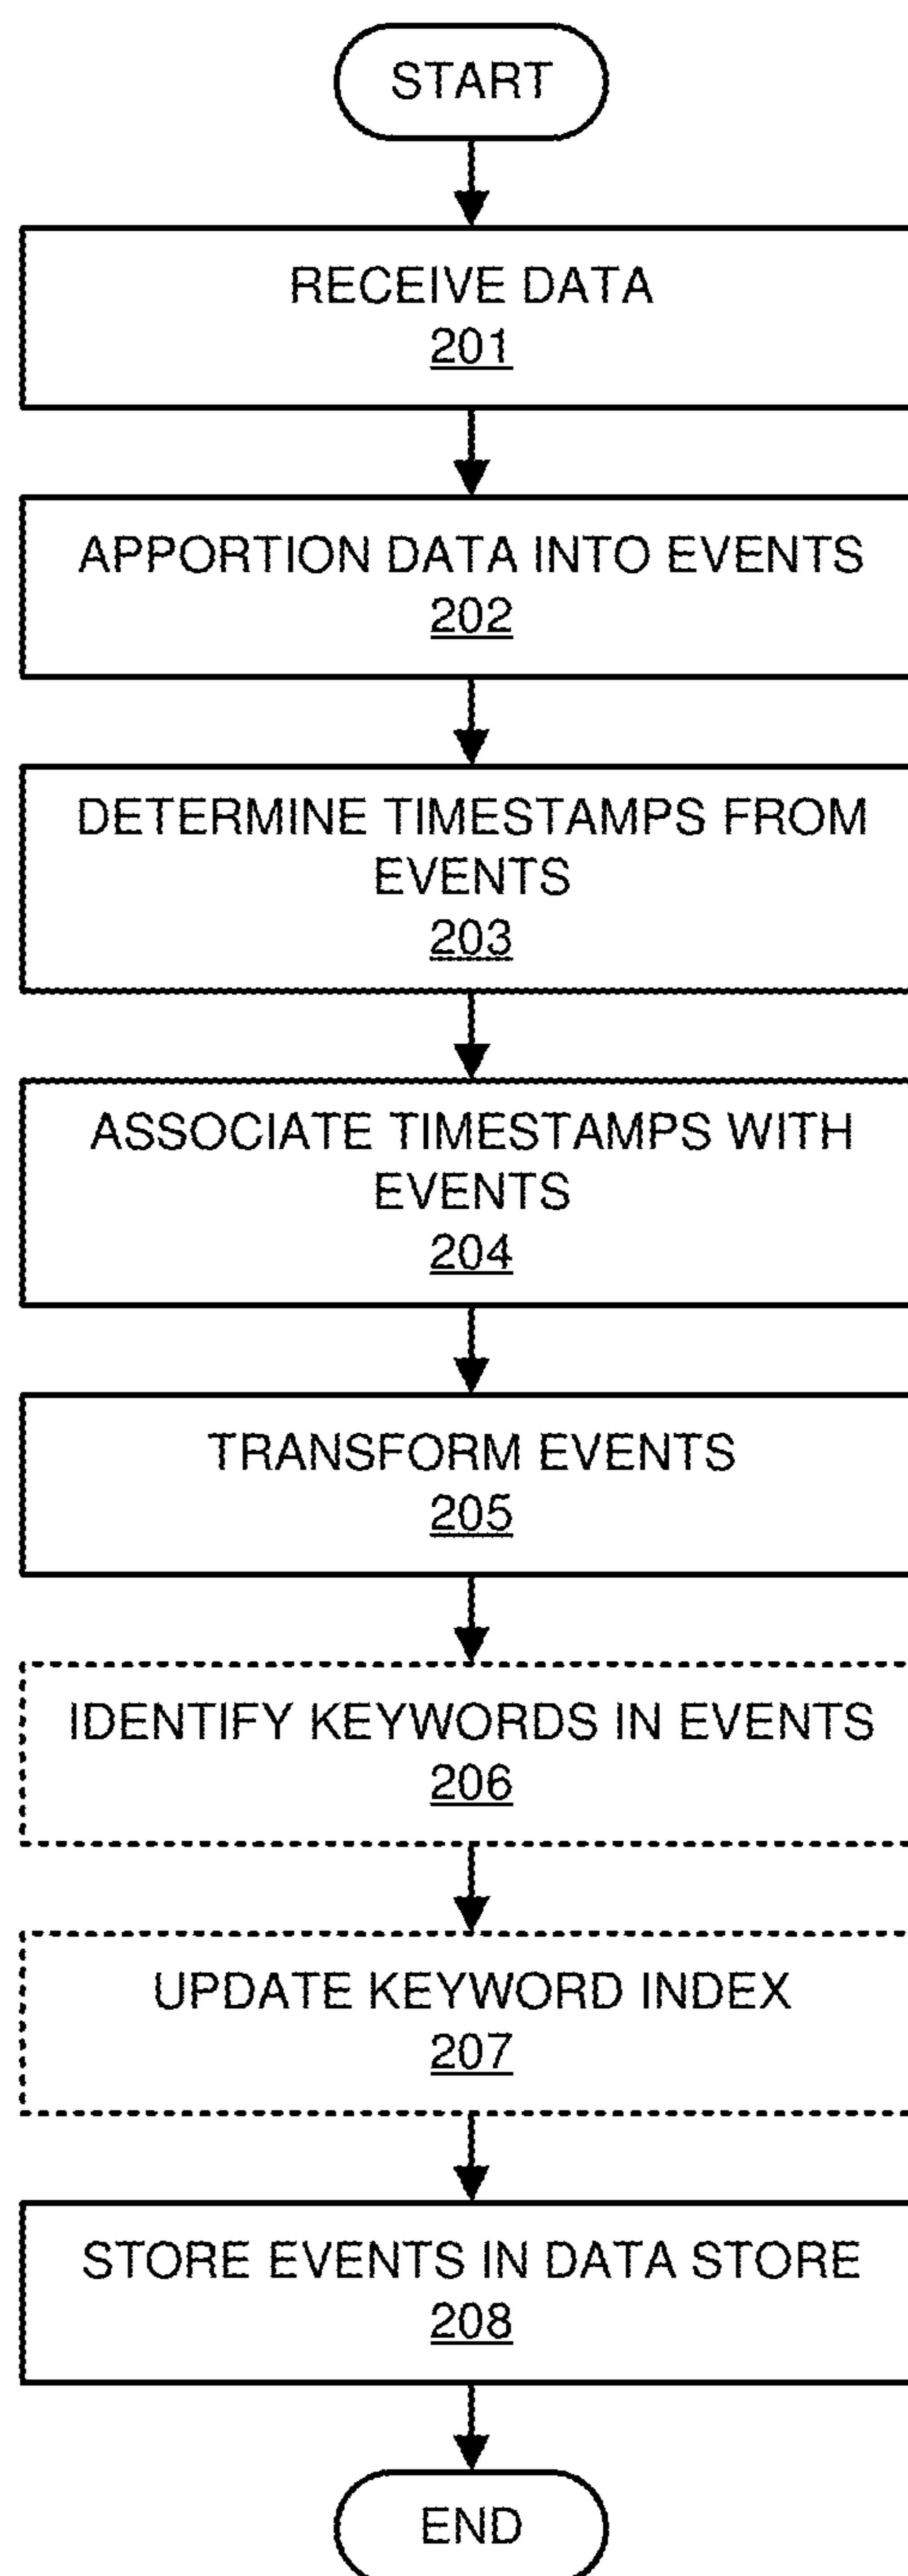 START
RECEIVE DATA
201
APPORTION DATA INTO EVENTS
202
DETERMINE TIMESTAMPS FROM
EVENTS
203
ASSOCIATE TIMESTAMPS WITH
EVENTS
204
TRANSFORM EVENTS
205
IDENTIFY KEYWORDS IN EVENTS
206
UPDATE KEYWORD INDEX
207
STORE EVENTS IN DATA STORE
208
END